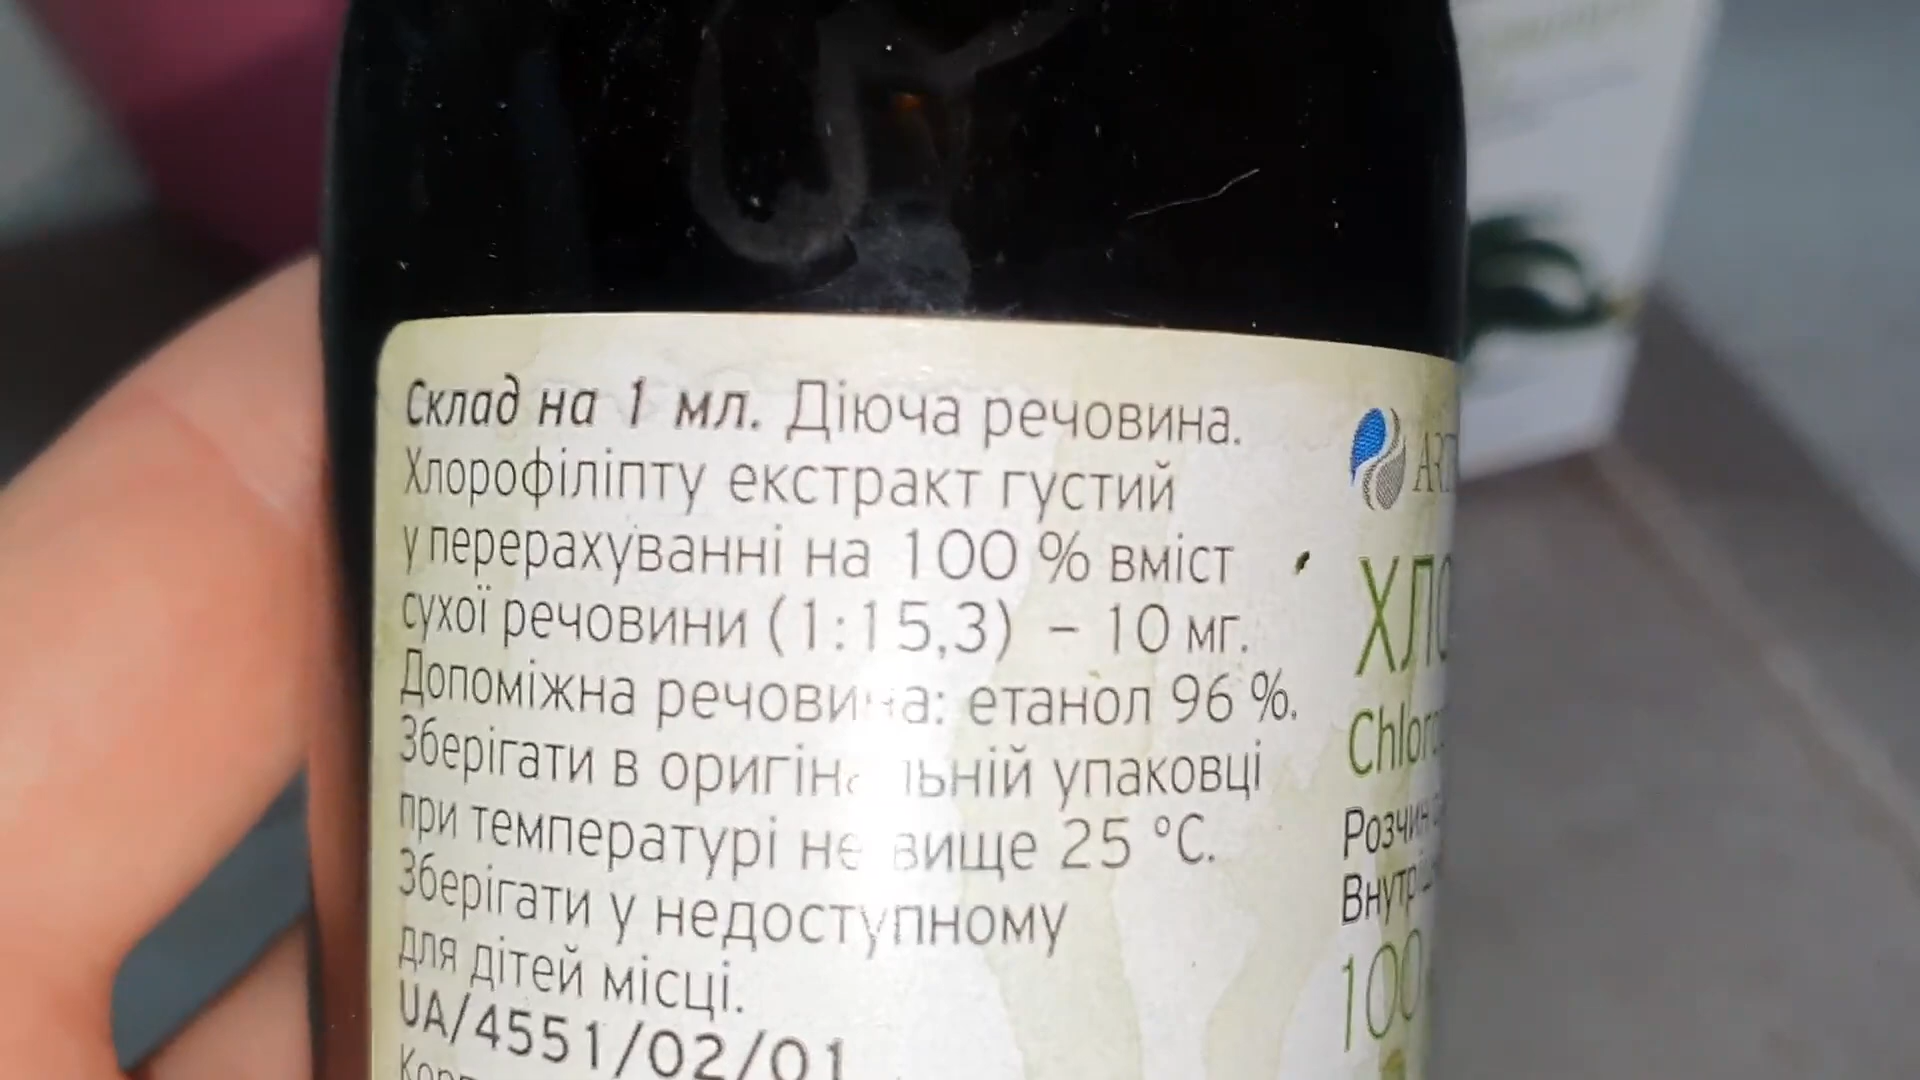 Склад на 1 мл. Діюча речовина.
Хлорофіліпту екстракт густий
у перерахуванні на 100 % вміст
сухої речовини (1:15,3) – 10 мг.
Допоміжна речовина: етанол 96 %.
Зберігати в оригінальній упаковці
при температурі не вище 25 °С.
Зберігати у недоступному
для дітей місці.
UA/4551/02/01
ХЛО
Chloro
Розчин
Внутр
100